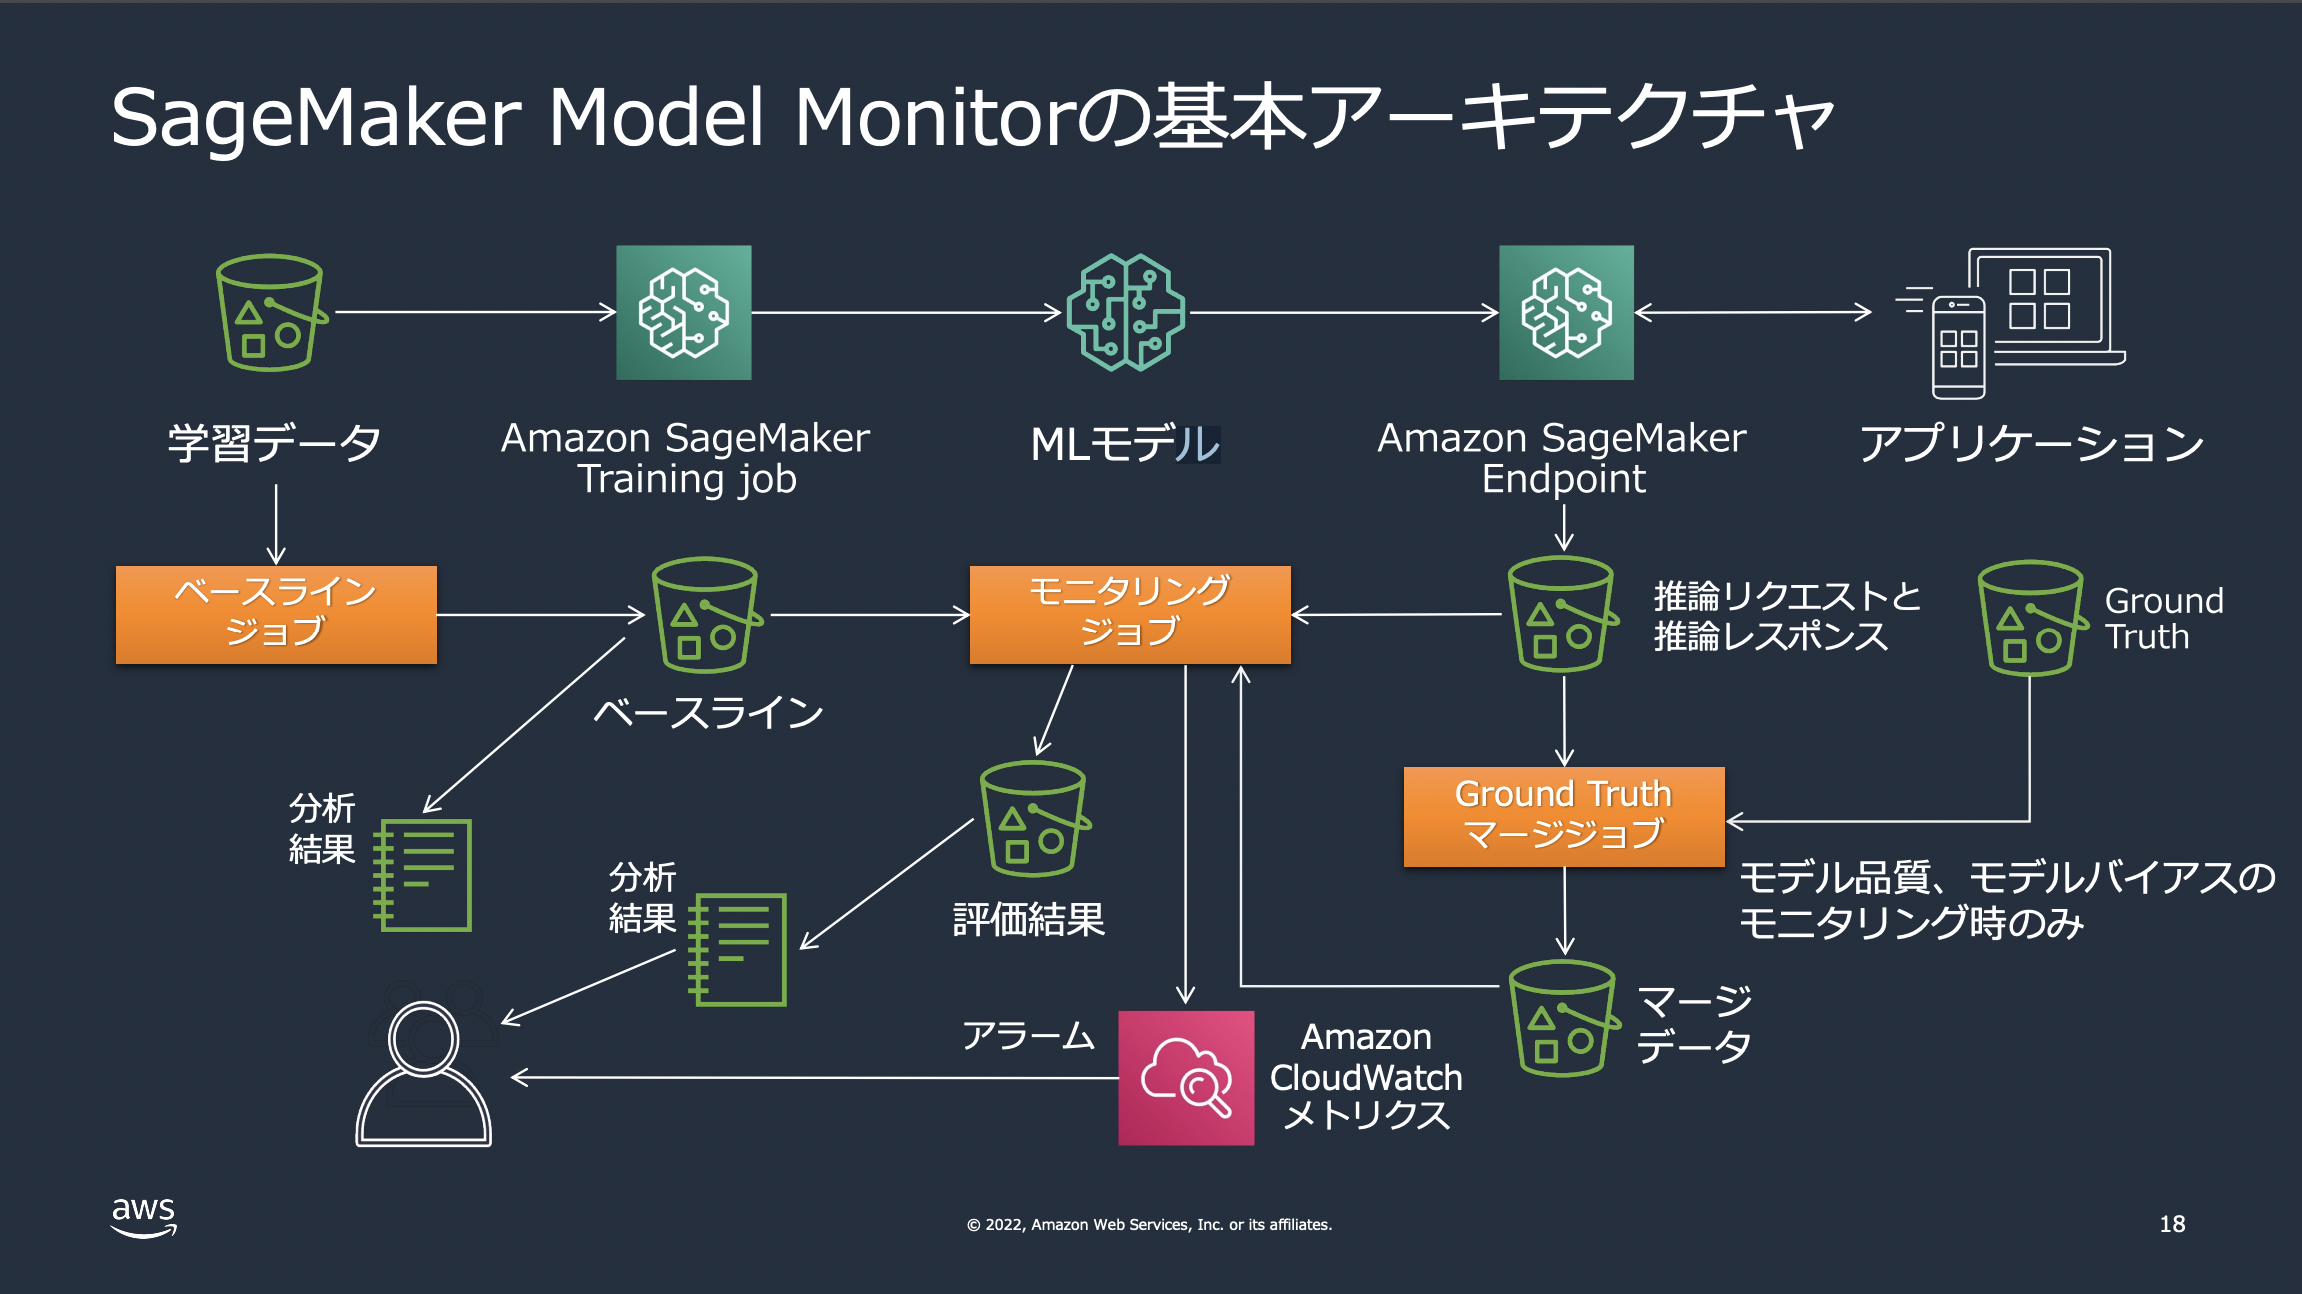 SageMaker Model Monitorの基本アーキテクチャ
学習データ
Amazon SageMaker
Training job
MLモデル
Amazon SageMaker
Endpoint
アプリケーション
ベースライン
ジョブ
ベースライン
モニタリング
ジョブ
推論リクエストと
推論レスポンス
Ground
Truth
分析
結果
分析
結果
評価結果
Ground Truth
マージジョブ
モデル品質、モデルバイアスの
モニタリング時のみ
マージ
データ
アラーム
Amazon
CloudWatch
メトリクス
aws
© 2022, Amazon Web Services, Inc. or its affiliates.
18